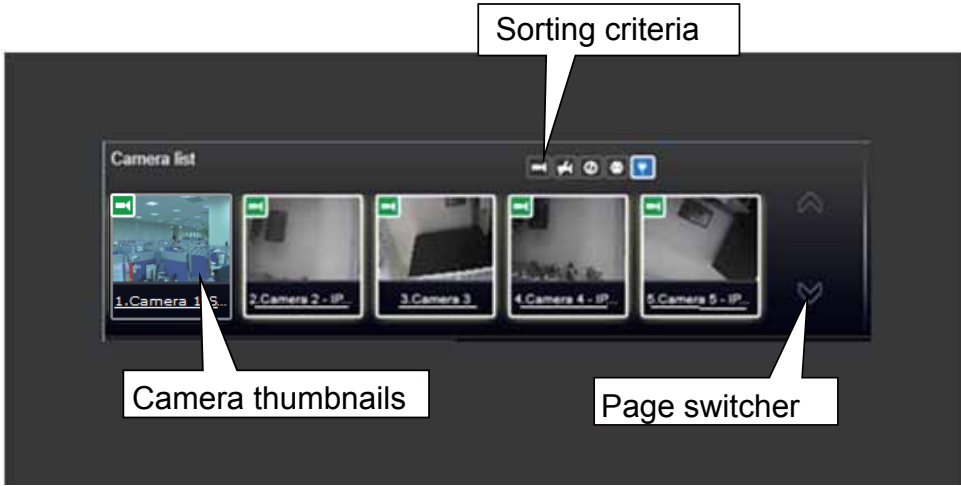 Sorting criteria
Camera list
1.Camera 1 S...
2.Camera 2 - IP...
3.Camera 3
4.Camera 4 - IP...
5.Camera 5 - IP...
Camera thumbnails
Page switcher